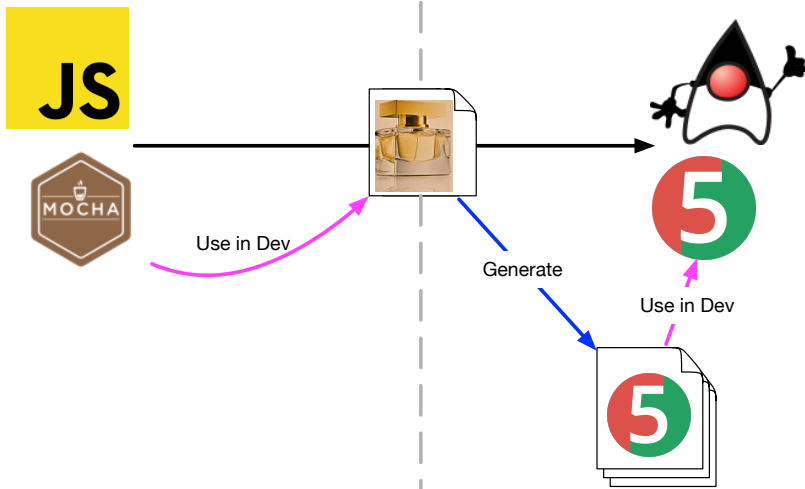 JS
MOCHA
Use in Dev
5
Generate
Use in Dev
5